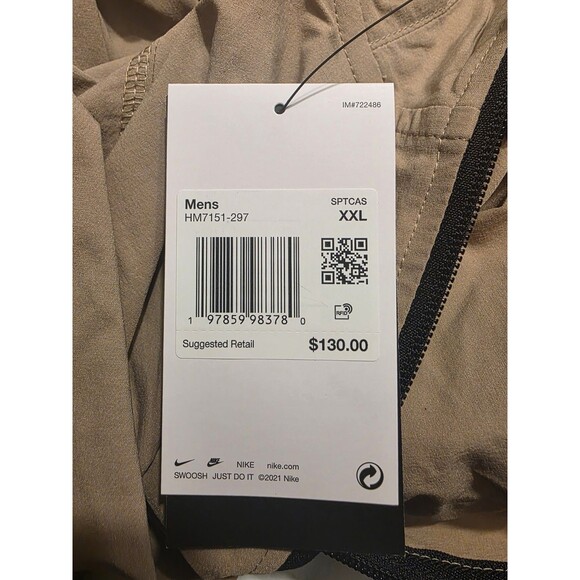 IM#722486
Mens SPTCAS
HM7151-297 XXL
1 97859 98378 0
RFID
Suggested Retail $130.00
NIKE nike.com
SWOOSH JUST DO IT ©2021 Nike